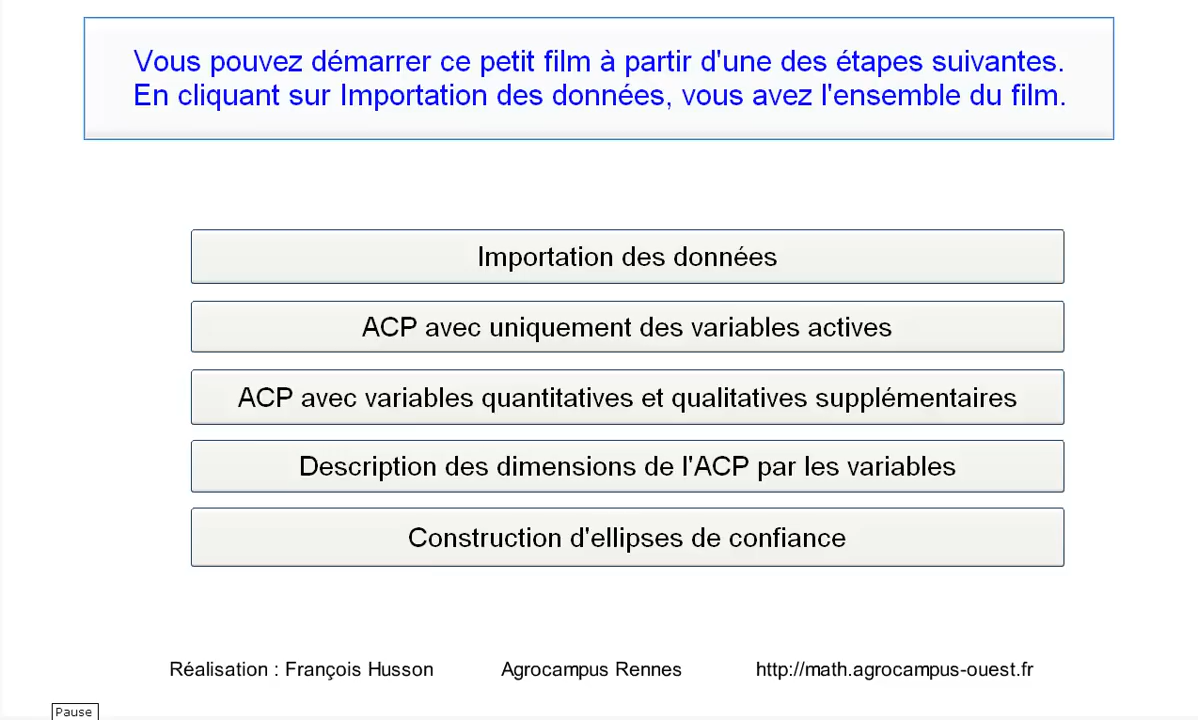 Vous pouvez démarrer ce petit film à partir d'une des étapes suivantes.
En cliquant sur Importation des données, vous avez l'ensemble du film.
Importation des données
ACP avec uniquement des variables actives
ACP avec variables quantitatives et qualitatives supplémentaires
Description des dimensions de l'ACP par les variables
Construction d'ellipses de confiance
Réalisation : François Husson Agrocampus Rennes http://math.agrocampus-ouest.fr
Pause